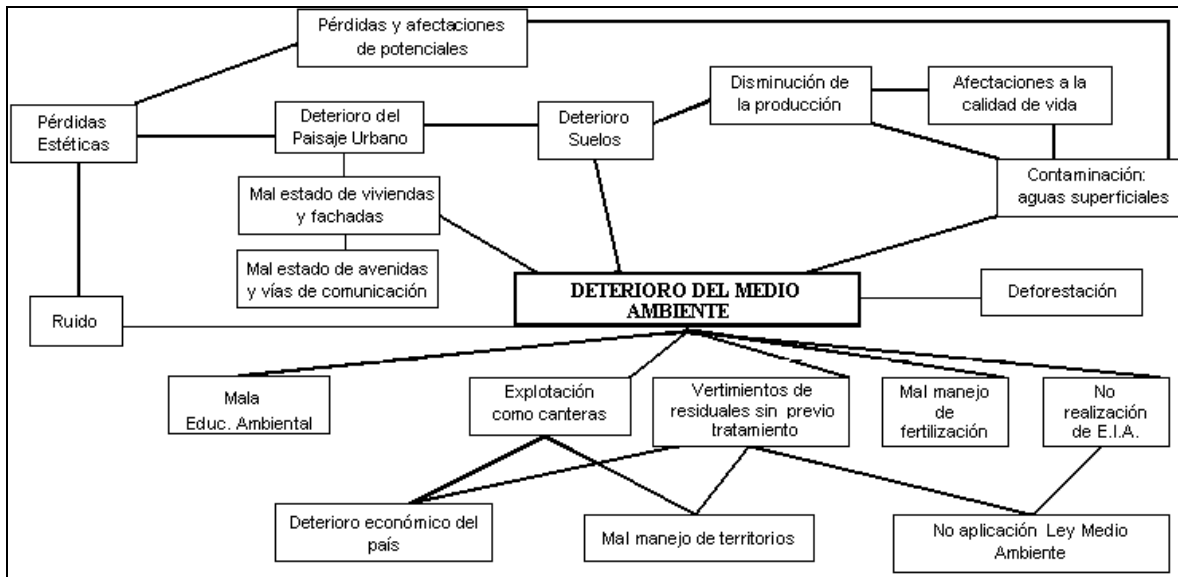 Pérdidas y afectaciones
de potenciales
Disminución de
la producción
Afectaciones a la
calidad de vida
Pérdidas
Estéticas
Deterioro del
Paisaje Urbano
Deterioro
Suelos
Contaminación:
aguas superficiales
Mal estado de viviendas
y fachadas
Mal estado de avenidas
y vías de comunicación
DETERIORO DEL MEDIO
AMBIENTE
Deforestación
Ruido
Mala
Educ. Ambiental
Explotación
como canteras
Vertimientos de
residuales sin previo
tratamiento
Mal manejo
de
fertilización
No
realización
de E.I.A.
Deterioro económico del
país
Mal manejo de territorios
No aplicación Ley Medio
Ambiente